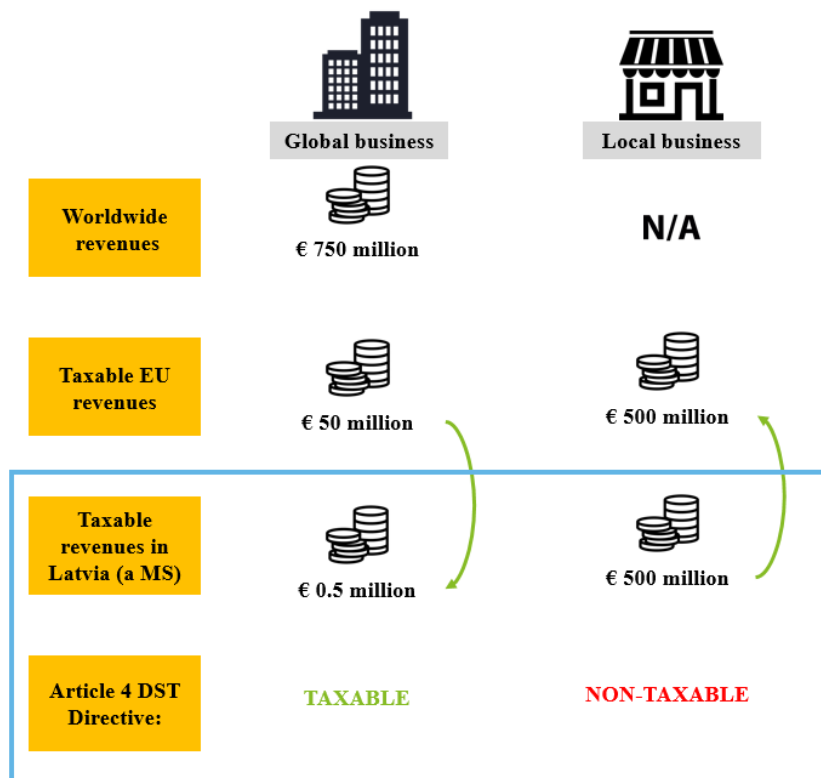 Global business
Local business
Worldwide
revenues
€ 750 million
N/A
Taxable EU
revenues
€ 50 million
€ 500 million
Taxable
revenues in
Latvia (a MS)
€ 0.5 million
€ 500 million
Article 4 DST
Directive:
TAXABLE
NON-TAXABLE